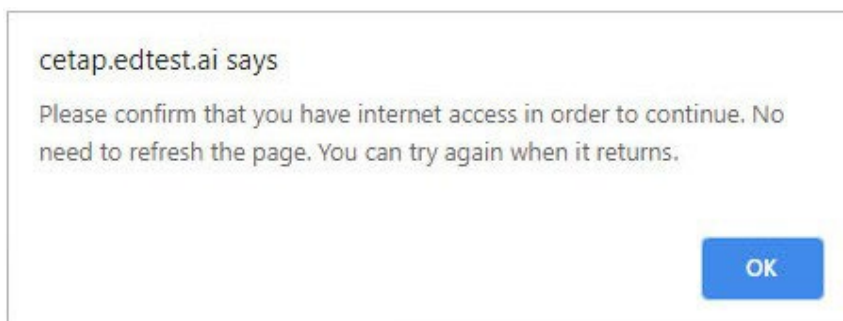 cetap.edtest.ai says
Please confirm that you have internet access in order to continue. No
need to refresh the page. You can try again when it returns.
OK